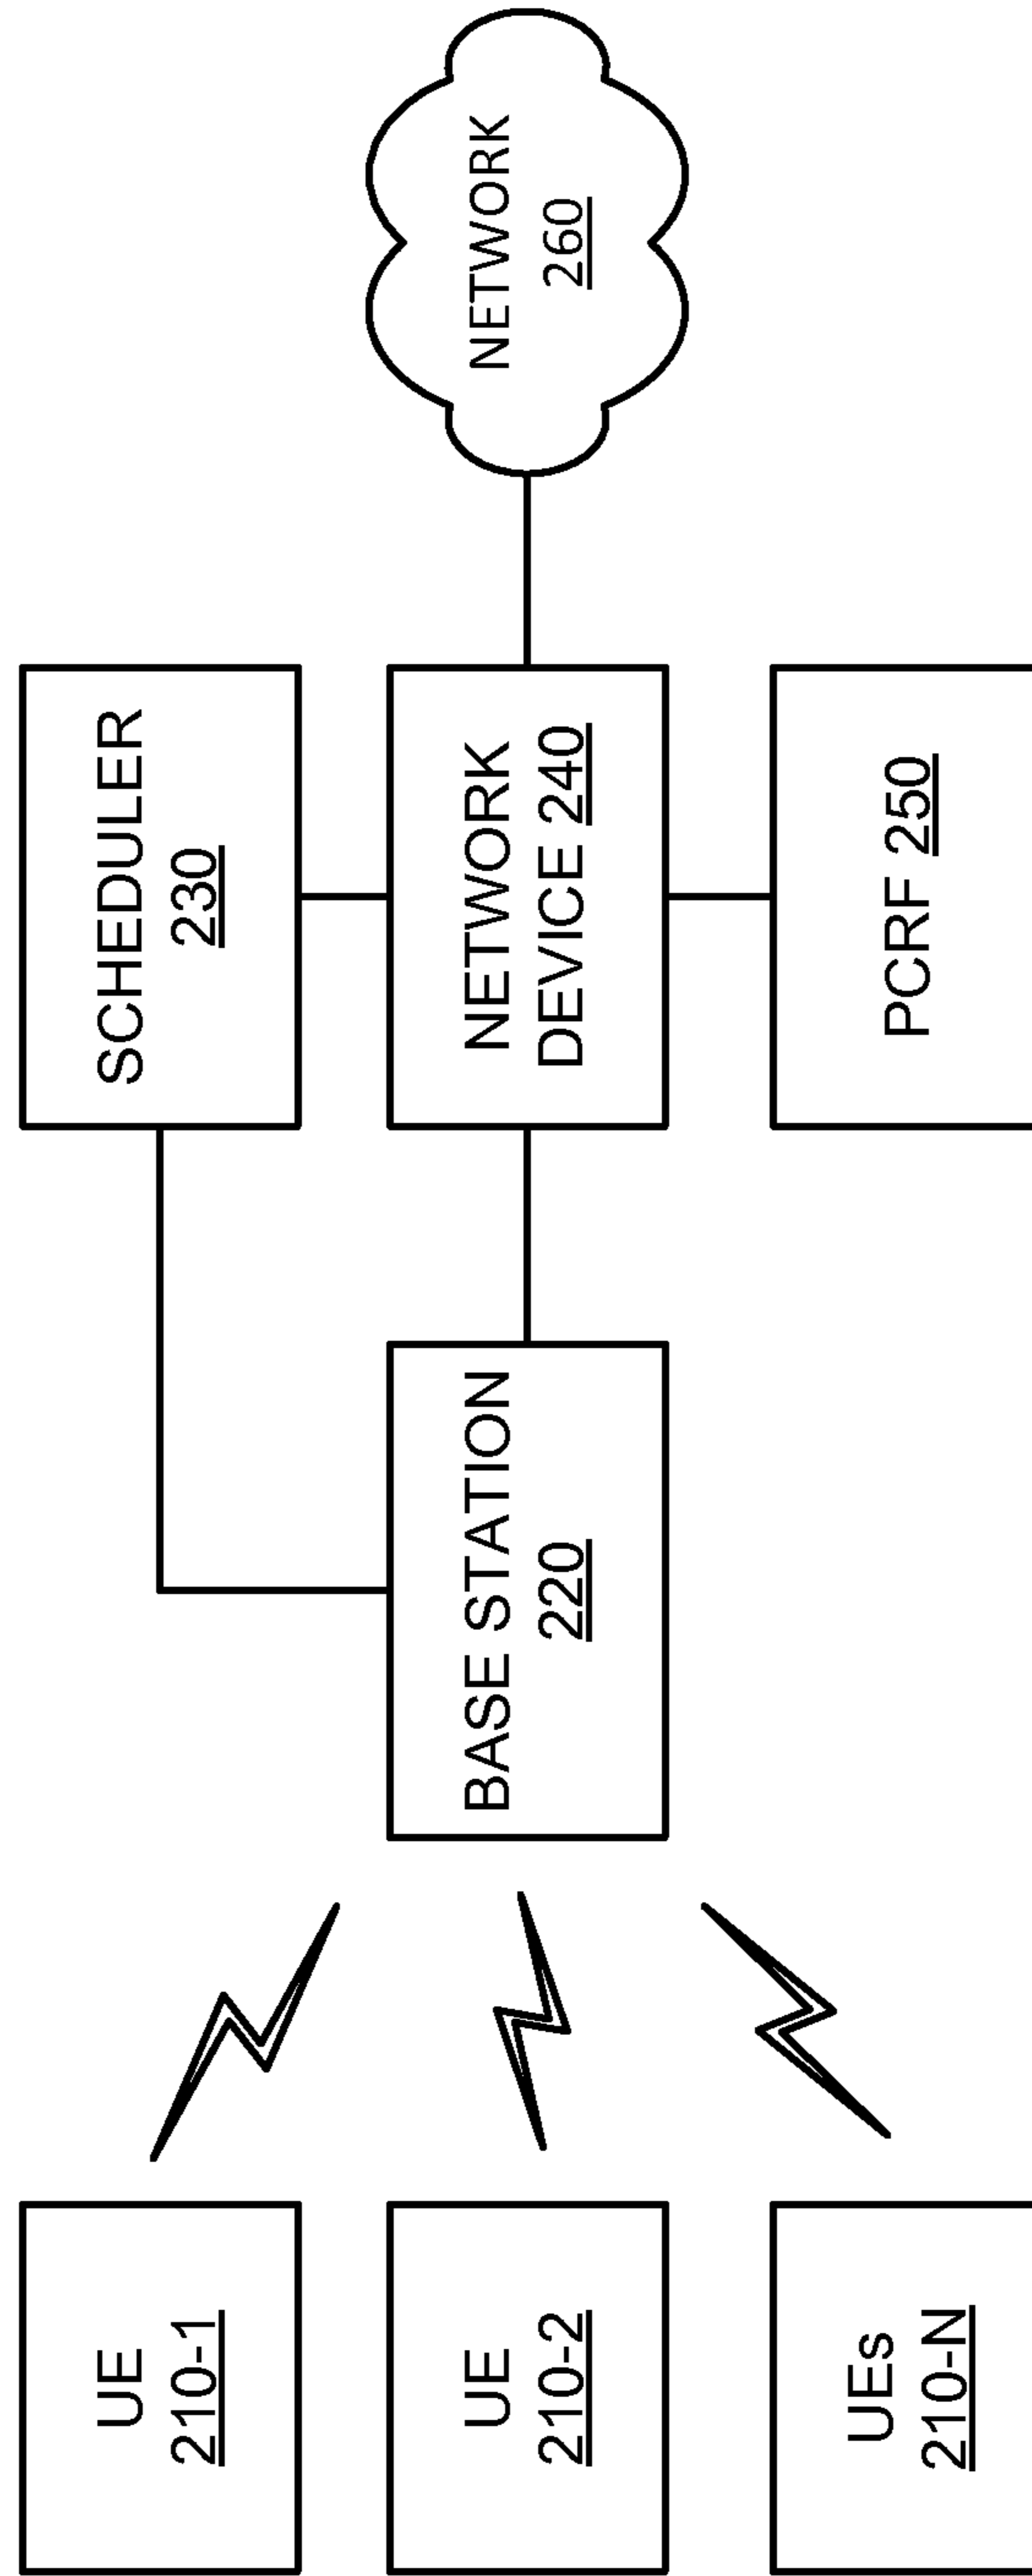 UE
210-1
UE
210-2
UEs
210-N
BASE STATION
220
SCHEDULER
230
NETWORK
DEVICE 240
PCRF 250
NETWORK
260